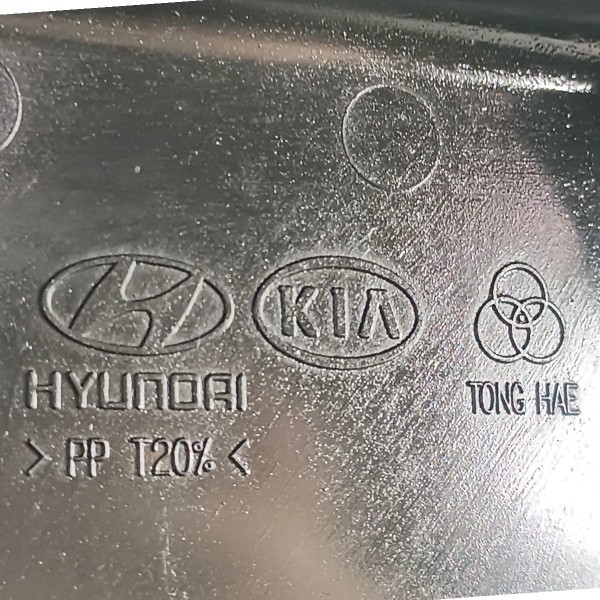 KIA
HYUNDAI
TONG HAE
> PP T20% <